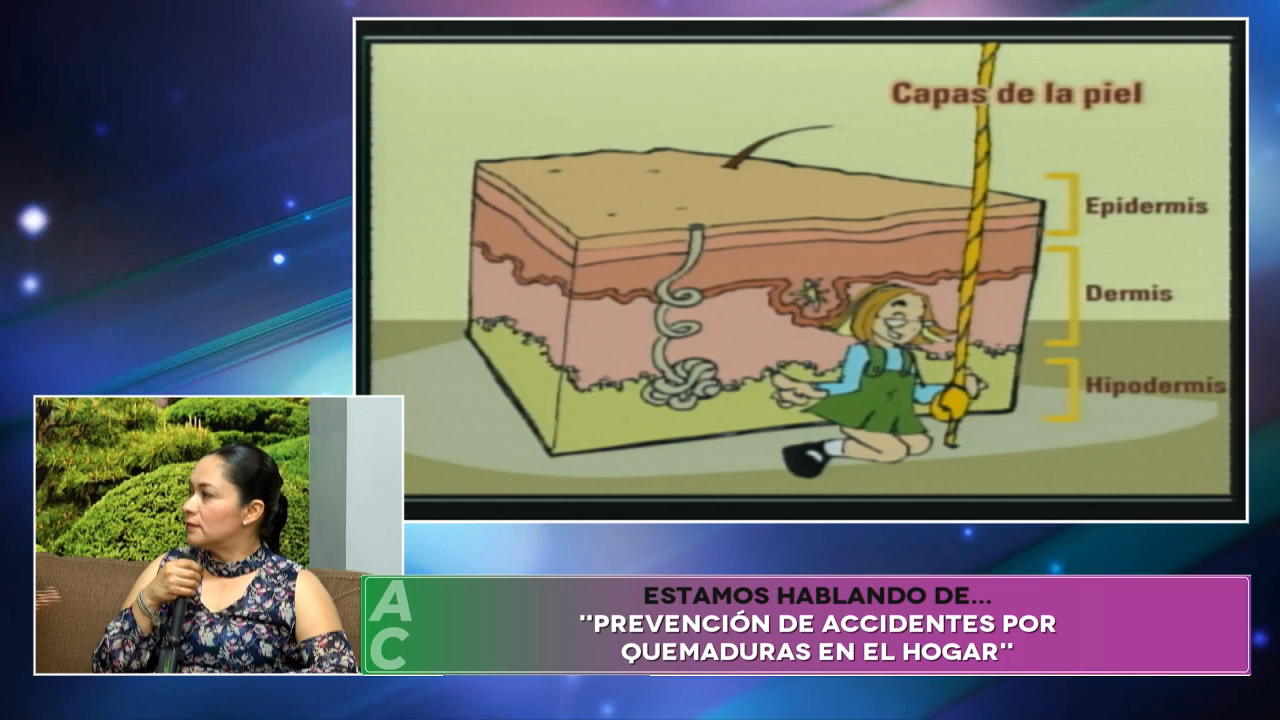 Capas de la piel
Epidermis
Dermis
Hipodermis
AC
ESTAMOS HABLANDO DE...
"PREVENCIÓN DE ACCIDENTES POR
QUEMADURAS EN EL HOGAR"